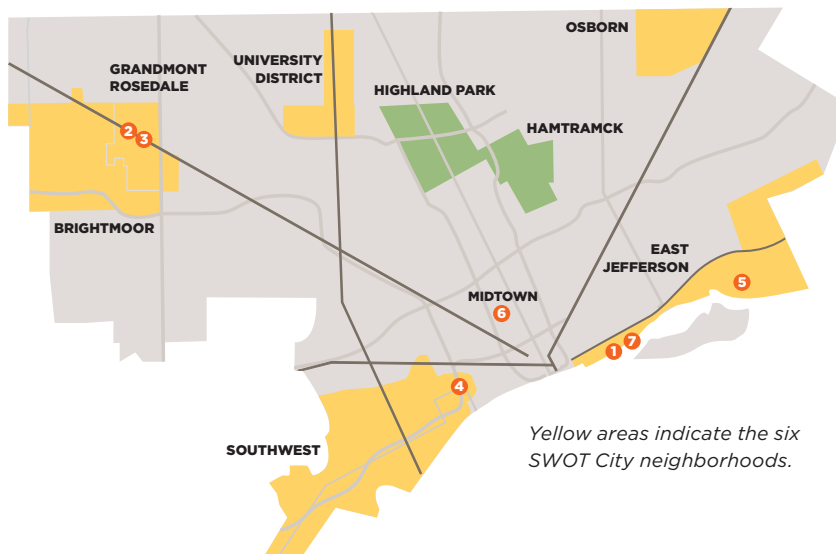 OSBORN
UNIVERSITY
DISTRICT
GRANDMONT
ROSEDALE
HIGHLAND PARK
HAMTRAMCK
2
3
BRIGHTMOOR
EAST
JEFFERSON
5
MIDTOWN
6
7
1
4
SOUTHWEST
Yellow areas indicate the six
SWOT City neighborhoods.